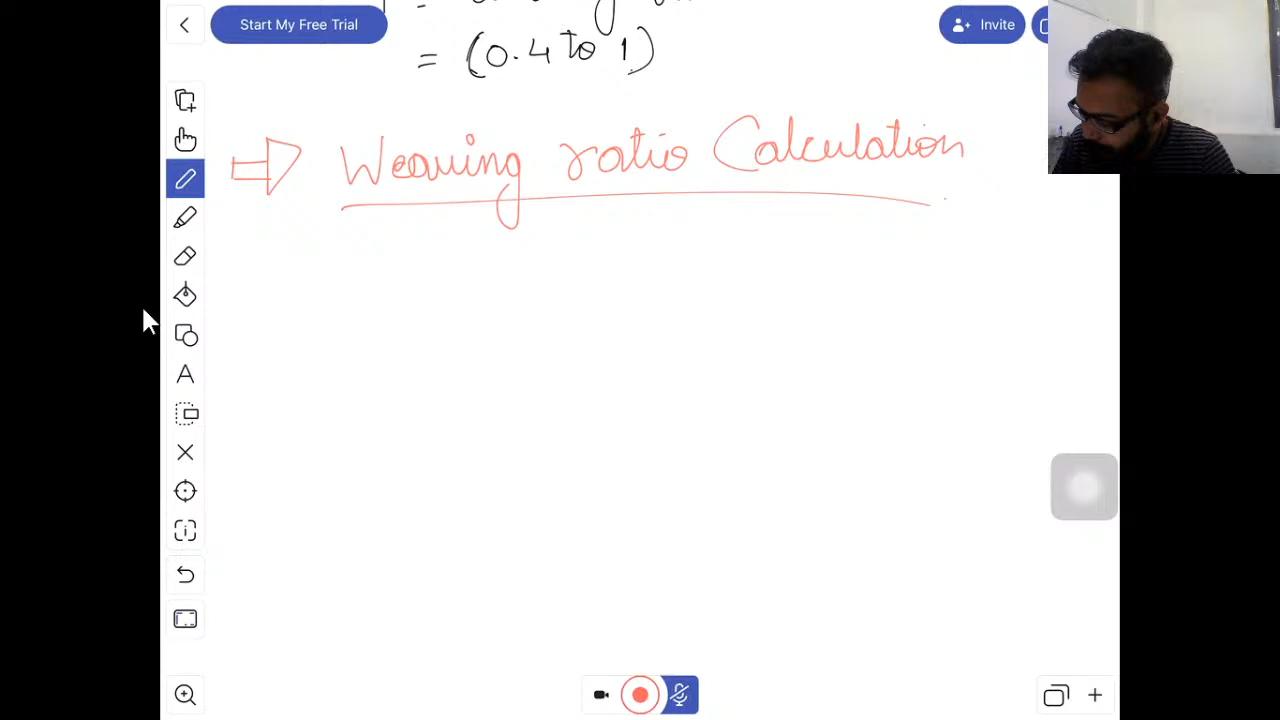 Start My Free Trial
Invite
= (0.4 to 1)
Weaving ratio Calculation